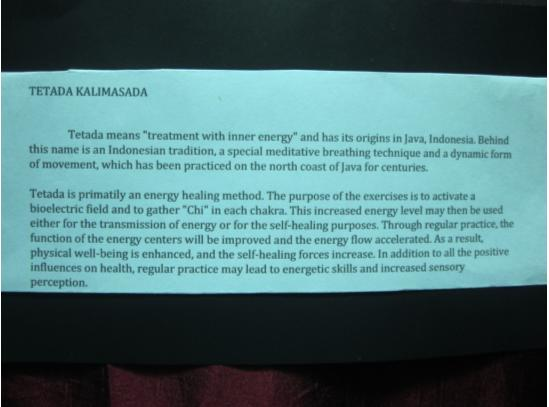 TETADA KALIMASADA
Tetada means "treatment with inner energy" and has its origins in Java, Indonesia. Behind
this name is an Indonesian tradition, a special meditative breathing technique and a dynamic form
of movement, which has been practiced on the north coast of Java for centuries.
Tetada is primatily an energy healing method. The purpose of the exercises is to activate a
bioelectric field and to gather "Chi" in each chakra. This increased energy level may then be used
either for the transmission of energy or for the self-healing purposes. Through regular practice, the
function of the energy centers will be improved and the energy flow accelerated. As a result,
physical well-being is enhanced, and the self-healing forces increase. In addition to all the positive
influences on health, regular practice may lead to energetic skills and increased sensory
perception.